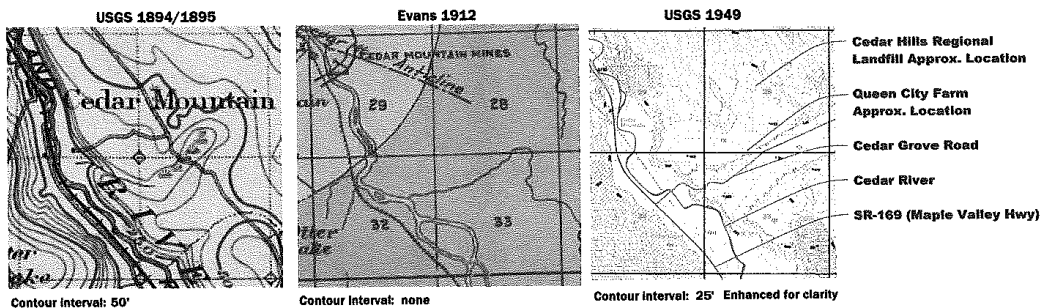 USGS 1894/1895
Cedar Mountain
Contour interval: 50'
Evans 1912
CEDAR MOUNTAIN MINES
Incline
29
28
32
33
Contour interval: none
USGS 1949
Contour interval: 25' Enhanced for clarity
Cedar Hills Regional
Landfill Approx. Location
Queen City Farm
Approx. Location
Cedar Grove Road
Cedar River
SR-169 (Maple Valley Hwy)